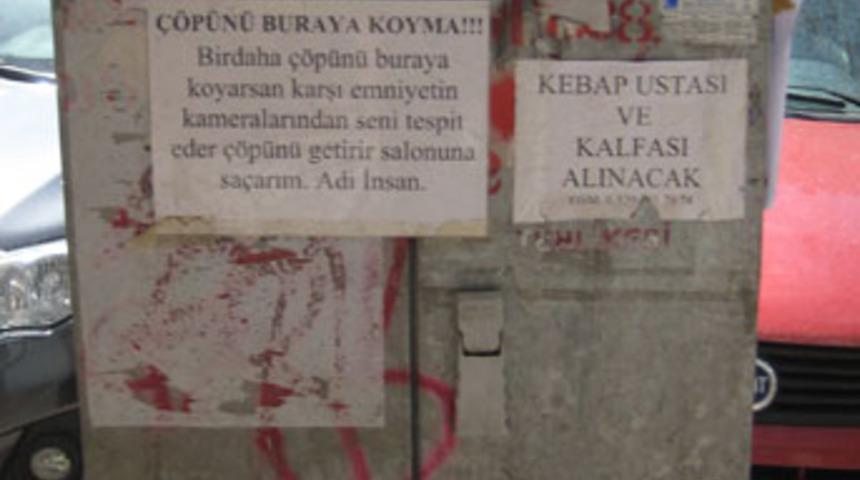 ÇÖPÜNÜ BURAYA KOYMA!!!
Birdaha çöpünü buraya
koyarsan karşı emniyetin
kameralarından seni tespit
eder çöpünü getirir salonuna
saçarım. Adi İnsan.
KEBAP USTASI
VE
KALFASI
ALINACAK